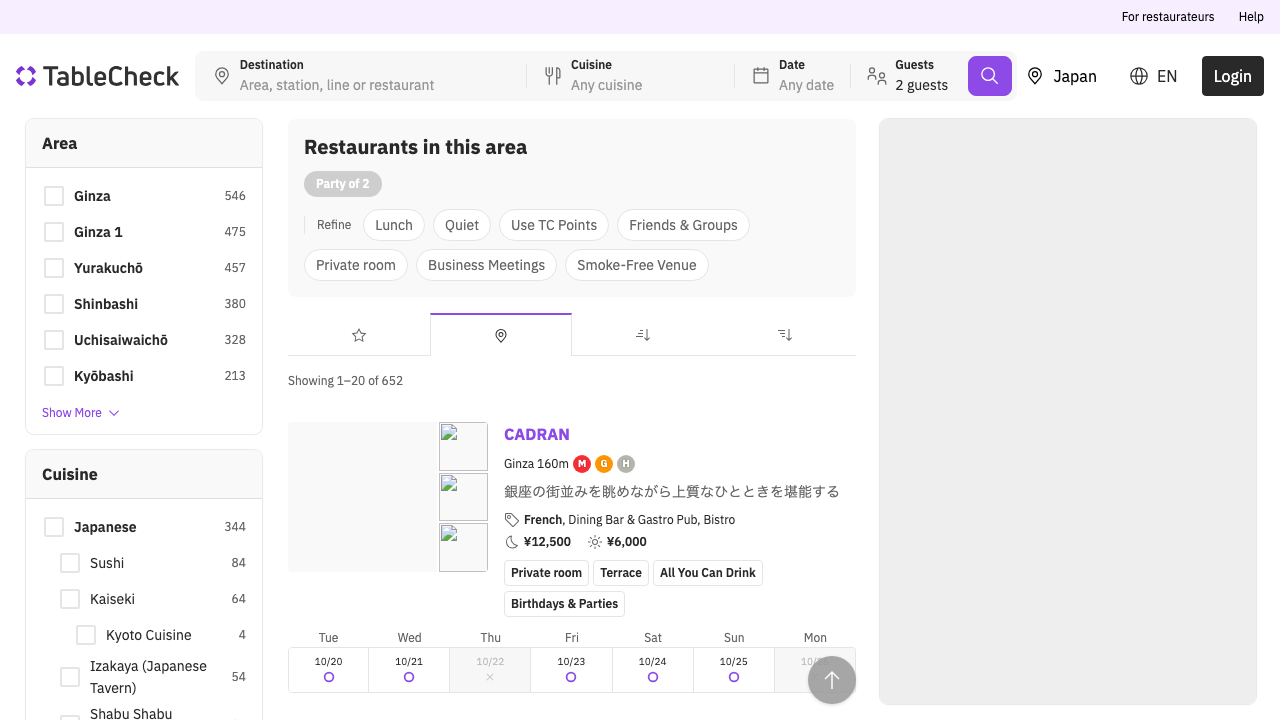 For restaurateurs
Help
TableCheck
Destination
Area, station, line or restaurant
Cuisine
Any cuisine
Date
Any date
Guests
2 guests
Japan
EN
Login
Area
Ginza 546
Ginza 1 475
Yurakuchō 457
Shinbashi 380
Uchisaiwaichō 328
Kyōbashi 213
Show More
Cuisine
Japanese 344
Sushi 84
Kaiseki 64
Kyoto Cuisine 4
Izakaya (Japanese
Tavern) 54
Shabu Shabu
Restaurants in this area
Party of 2
Refine Lunch Quiet Use TC Points Friends & Groups
Private room Business Meetings Smoke-Free Venue
Showing 1–20 of 652
CADRAN
Ginza 160m M G H
銀座の街並みを眺めながら上質なひとときを堪能する
French, Dining Bar & Gastro Pub, Bistro
¥12,500 ¥6,000
Private room Terrace All You Can Drink
Birthdays & Parties
Tue Wed Thu Fri Sat Sun Mon
10/20 10/21 10/22 10/23 10/24 10/25